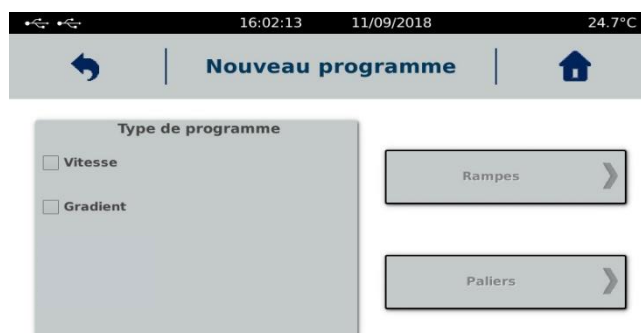 16:02:13 11/09/2018 24.7°C
Nouveau programme
Type de programme
Vitesse
Gradient
Rampes
Paliers